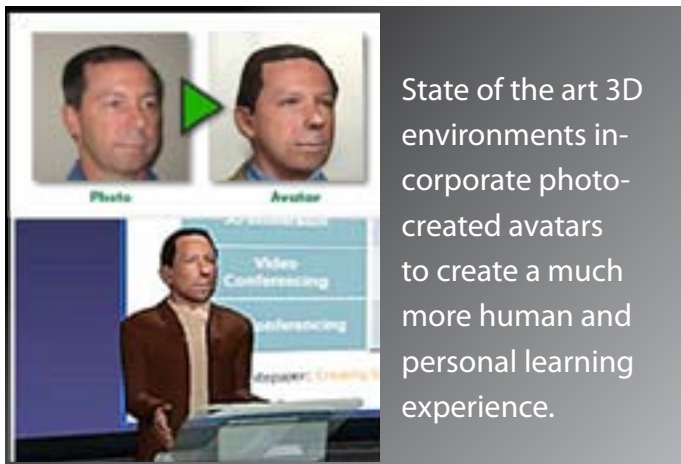 Photo
Avatar
Video
Conferencing
State of the art 3D
environments in-
corporate photo-
created avatars
to create a much
more human and
personal learning
experience.